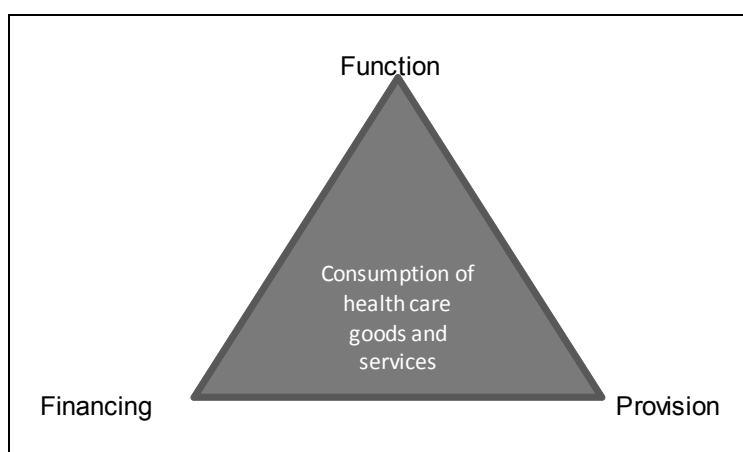 Function
Consumption of
health care
goods and
services
Financing
Provision